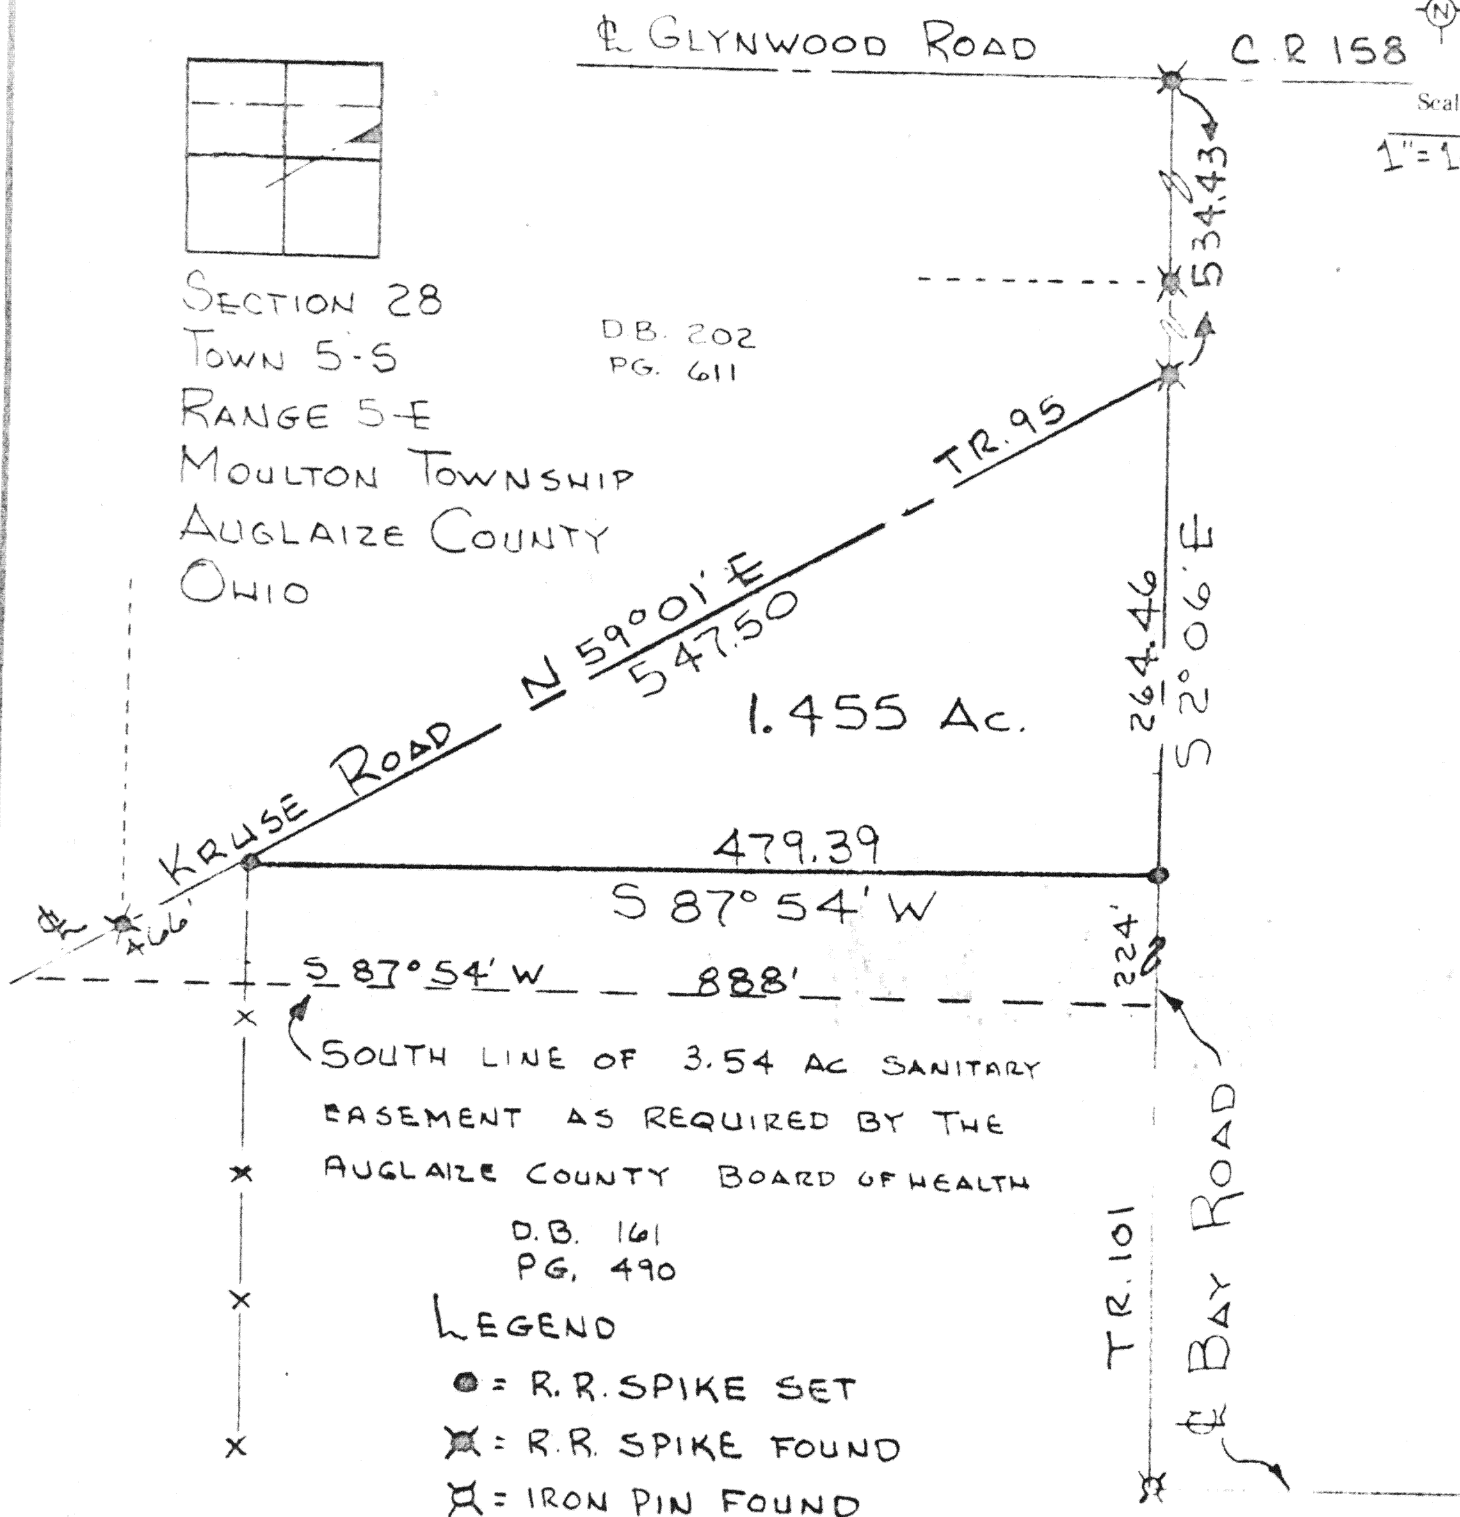 ℄ GLYNWOOD ROAD
C.R 158
N
Scal
1"=1
534.43
SECTION 28
TOWN 5-S
RANGE 5-E
MOULTON TOWNSHIP
AUGLAIZE COUNTY
OHIO
D.B. 202
PG. 611
TR. 95
N 59°01' E
547.50
KRUSE ROAD
1.455 Ac.
264.46
S 2°06' E
479.39
S 87°54' W
℄
466'
224'
S 87°54' W 888'
SOUTH LINE OF 3.54 AC SANITARY
EASEMENT AS REQUIRED BY THE
AUGLAIZE COUNTY BOARD OF HEALTH
D.B. 161
PG. 490
TR. 101
℄ BAY ROAD
LEGEND
= R.R. SPIKE SET
= R.R. SPIKE FOUND
= IRON PIN FOUND